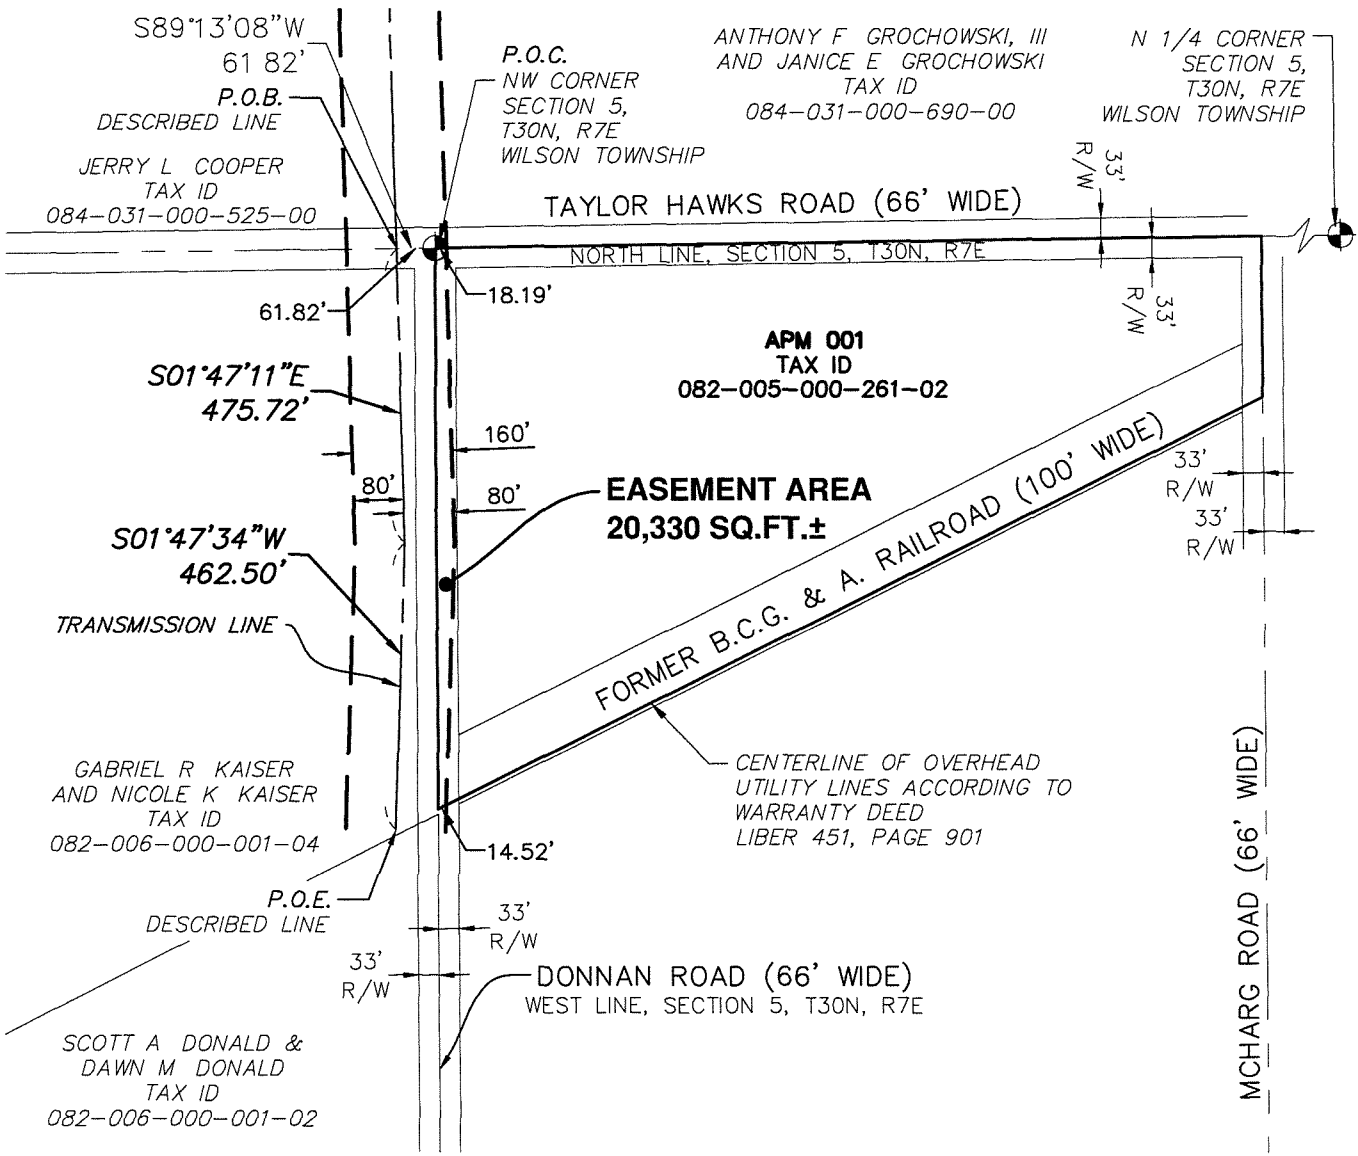 S89°13'08"W
61 82'
P.O.B.
DESCRIBED LINE
JERRY L COOPER
TAX ID
084-031-000-525-00
P.O.C.
NW CORNER
SECTION 5,
T30N, R7E
WILSON TOWNSHIP
ANTHONY F GROCHOWSKI, III
AND JANICE E GROCHOWSKI
TAX ID
084-031-000-690-00
N 1/4 CORNER
SECTION 5,
T30N, R7E
WILSON TOWNSHIP
33'
R/W
TAYLOR HAWKS ROAD (66' WIDE)
NORTH LINE, SECTION 5, T30N, R7E
18.19'
61.82'
33'
R/W
APM 001
TAX ID
082-005-000-261-02
S01°47'11"E
475.72'
160'
80'
80'
EASEMENT AREA
20,330 SQ.FT.±
S01°47'34"W
462.50'
TRANSMISSION LINE
FORMER B.C.G. & A. RAILROAD (100' WIDE)
33'
R/W
33'
R/W
GABRIEL R KAISER
AND NICOLE K KAISER
TAX ID
082-006-000-001-04
CENTERLINE OF OVERHEAD
UTILITY LINES ACCORDING TO
WARRANTY DEED
LIBER 451, PAGE 901
14.52'
P.O.E.
DESCRIBED LINE
33'
R/W
33'
R/W
DONNAN ROAD (66' WIDE)
WEST LINE, SECTION 5, T30N, R7E
MCHARG ROAD (66' WIDE)
SCOTT A DONALD &
DAWN M DONALD
TAX ID
082-006-000-001-02